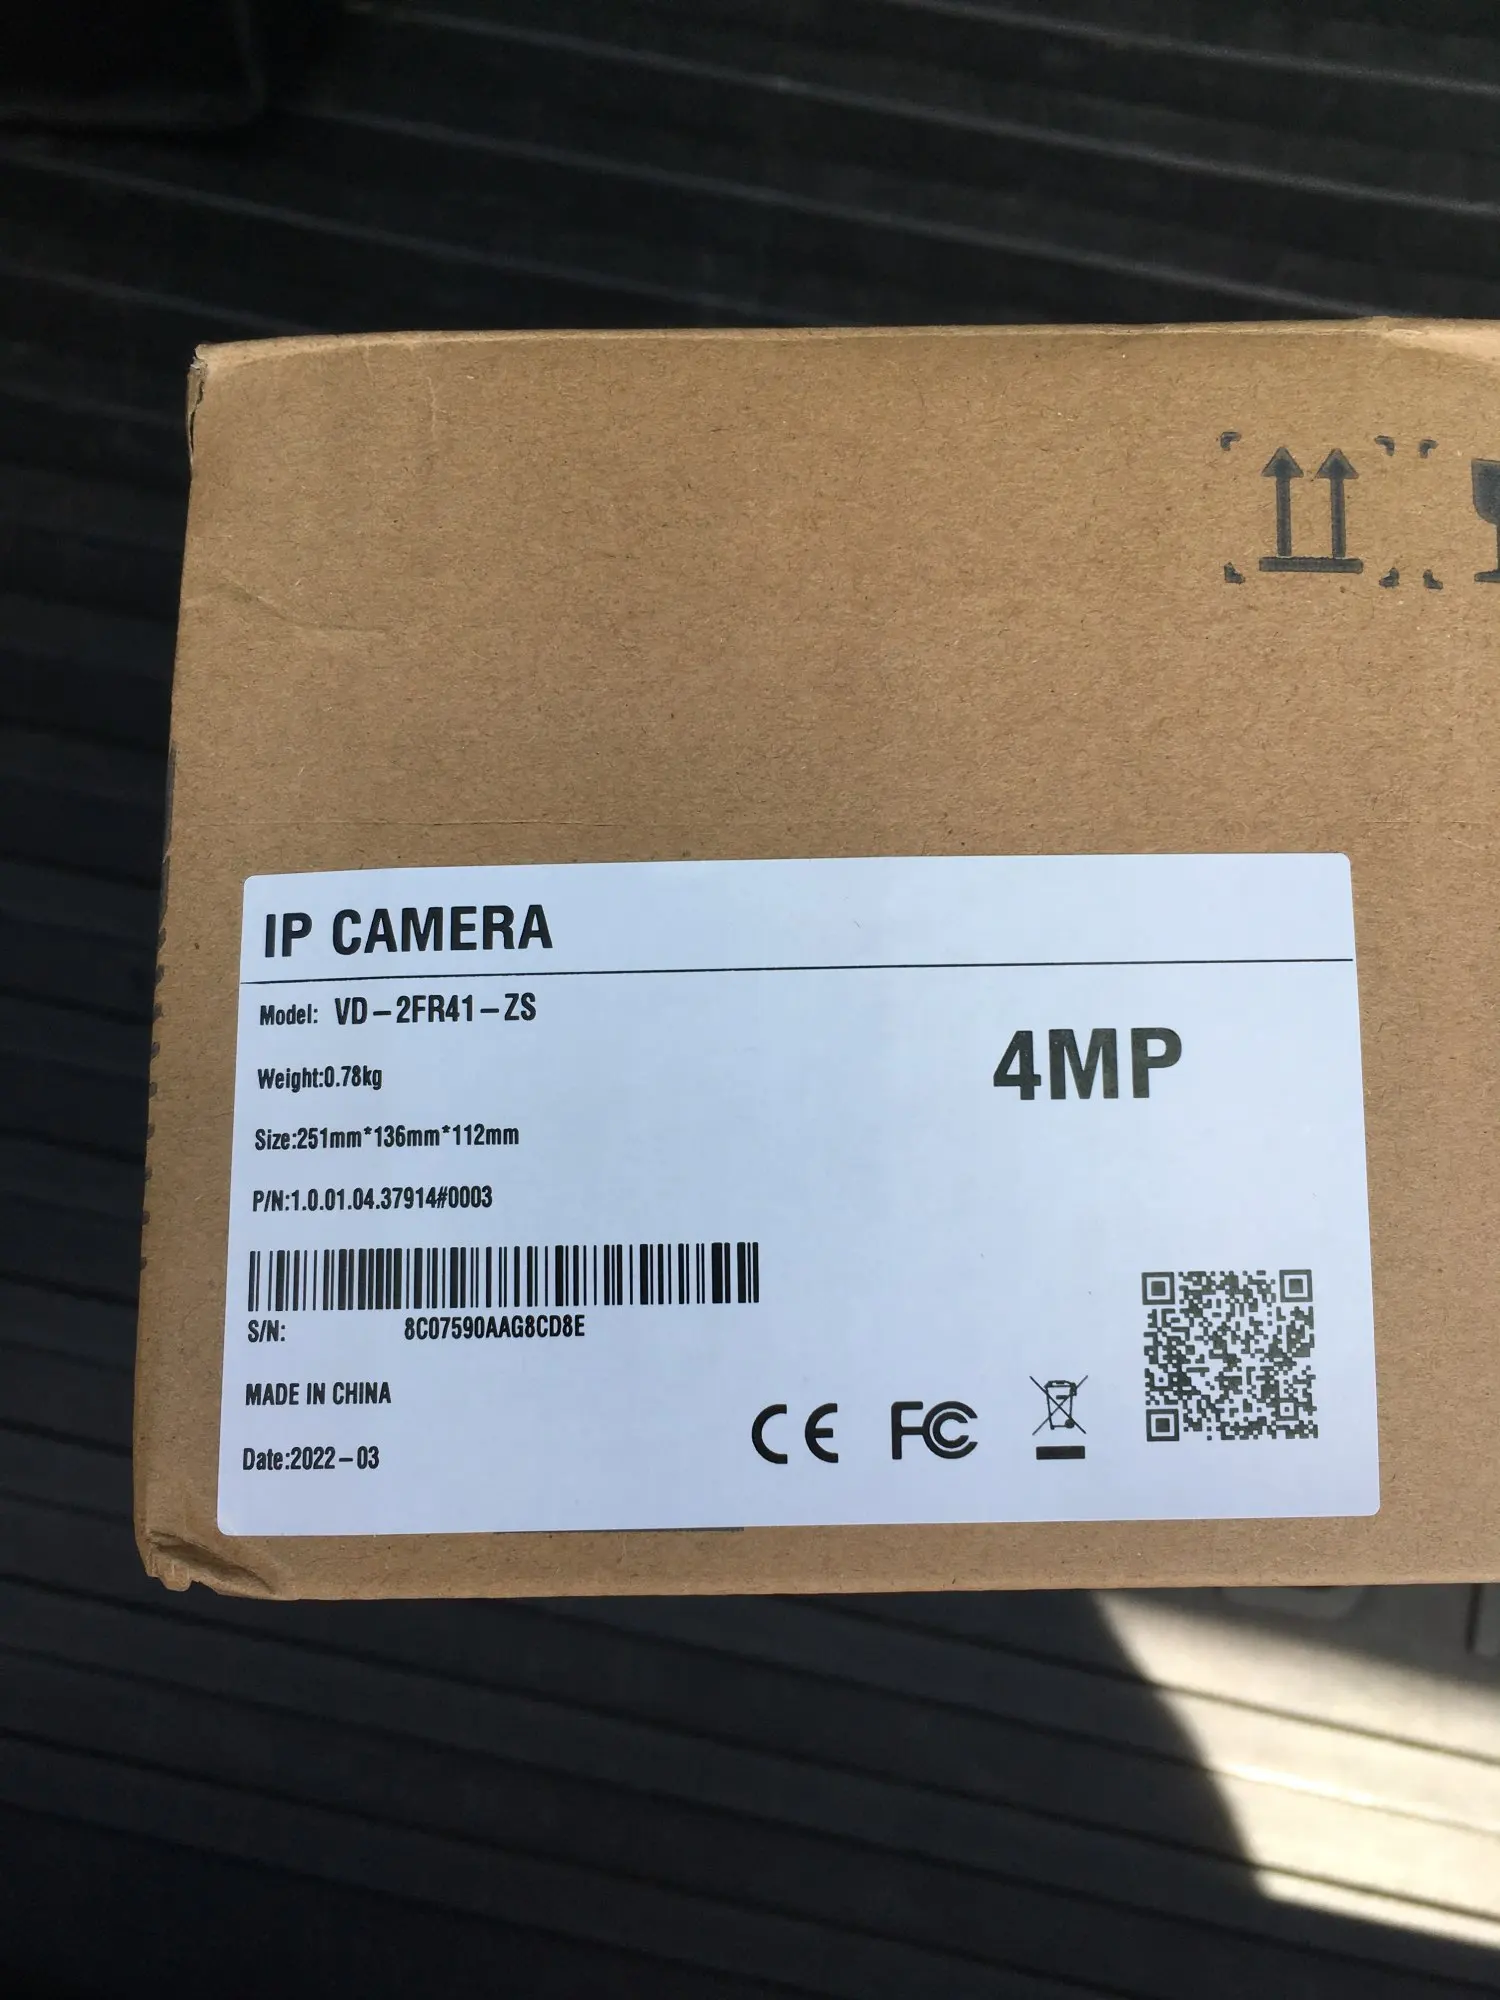 IP CAMERA
Model: VD-2FR41-ZS
4MP
Weight:0.78kg
Size:251mm*136mm*112mm
P/N:1.0.01.04.37914#0003
S/N: 8C07590AAG8CD8E
MADE IN CHINA
CE FC
Date:2022-03